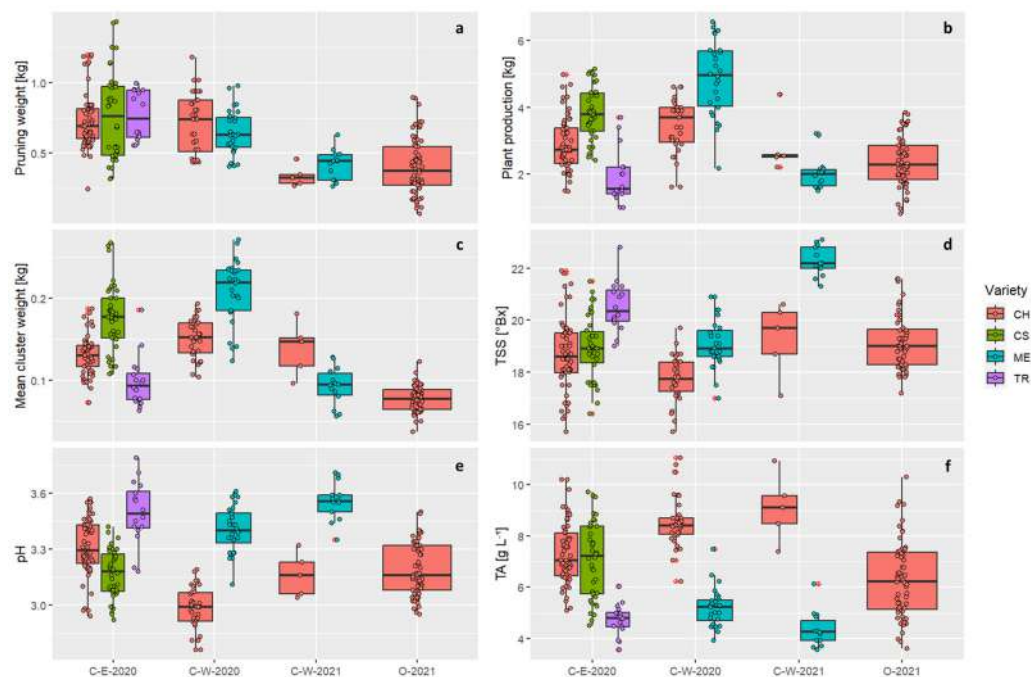 a
Pruning weight [kg]
1.0
0.5
b
Plant production [kg]
6
4
2
c
Mean cluster weight [kg]
0.2
0.1
d
TSS [°Bx]
22
20
18
16
Variety
CH
CS
ME
TR
e
pH
3.6
3.3
3.0
C-E-2020
C-W-2020
C-W-2021
O-2021
f
TA [g L⁻¹]
10
8
6
4
C-E-2020
C-W-2020
C-W-2021
O-2021